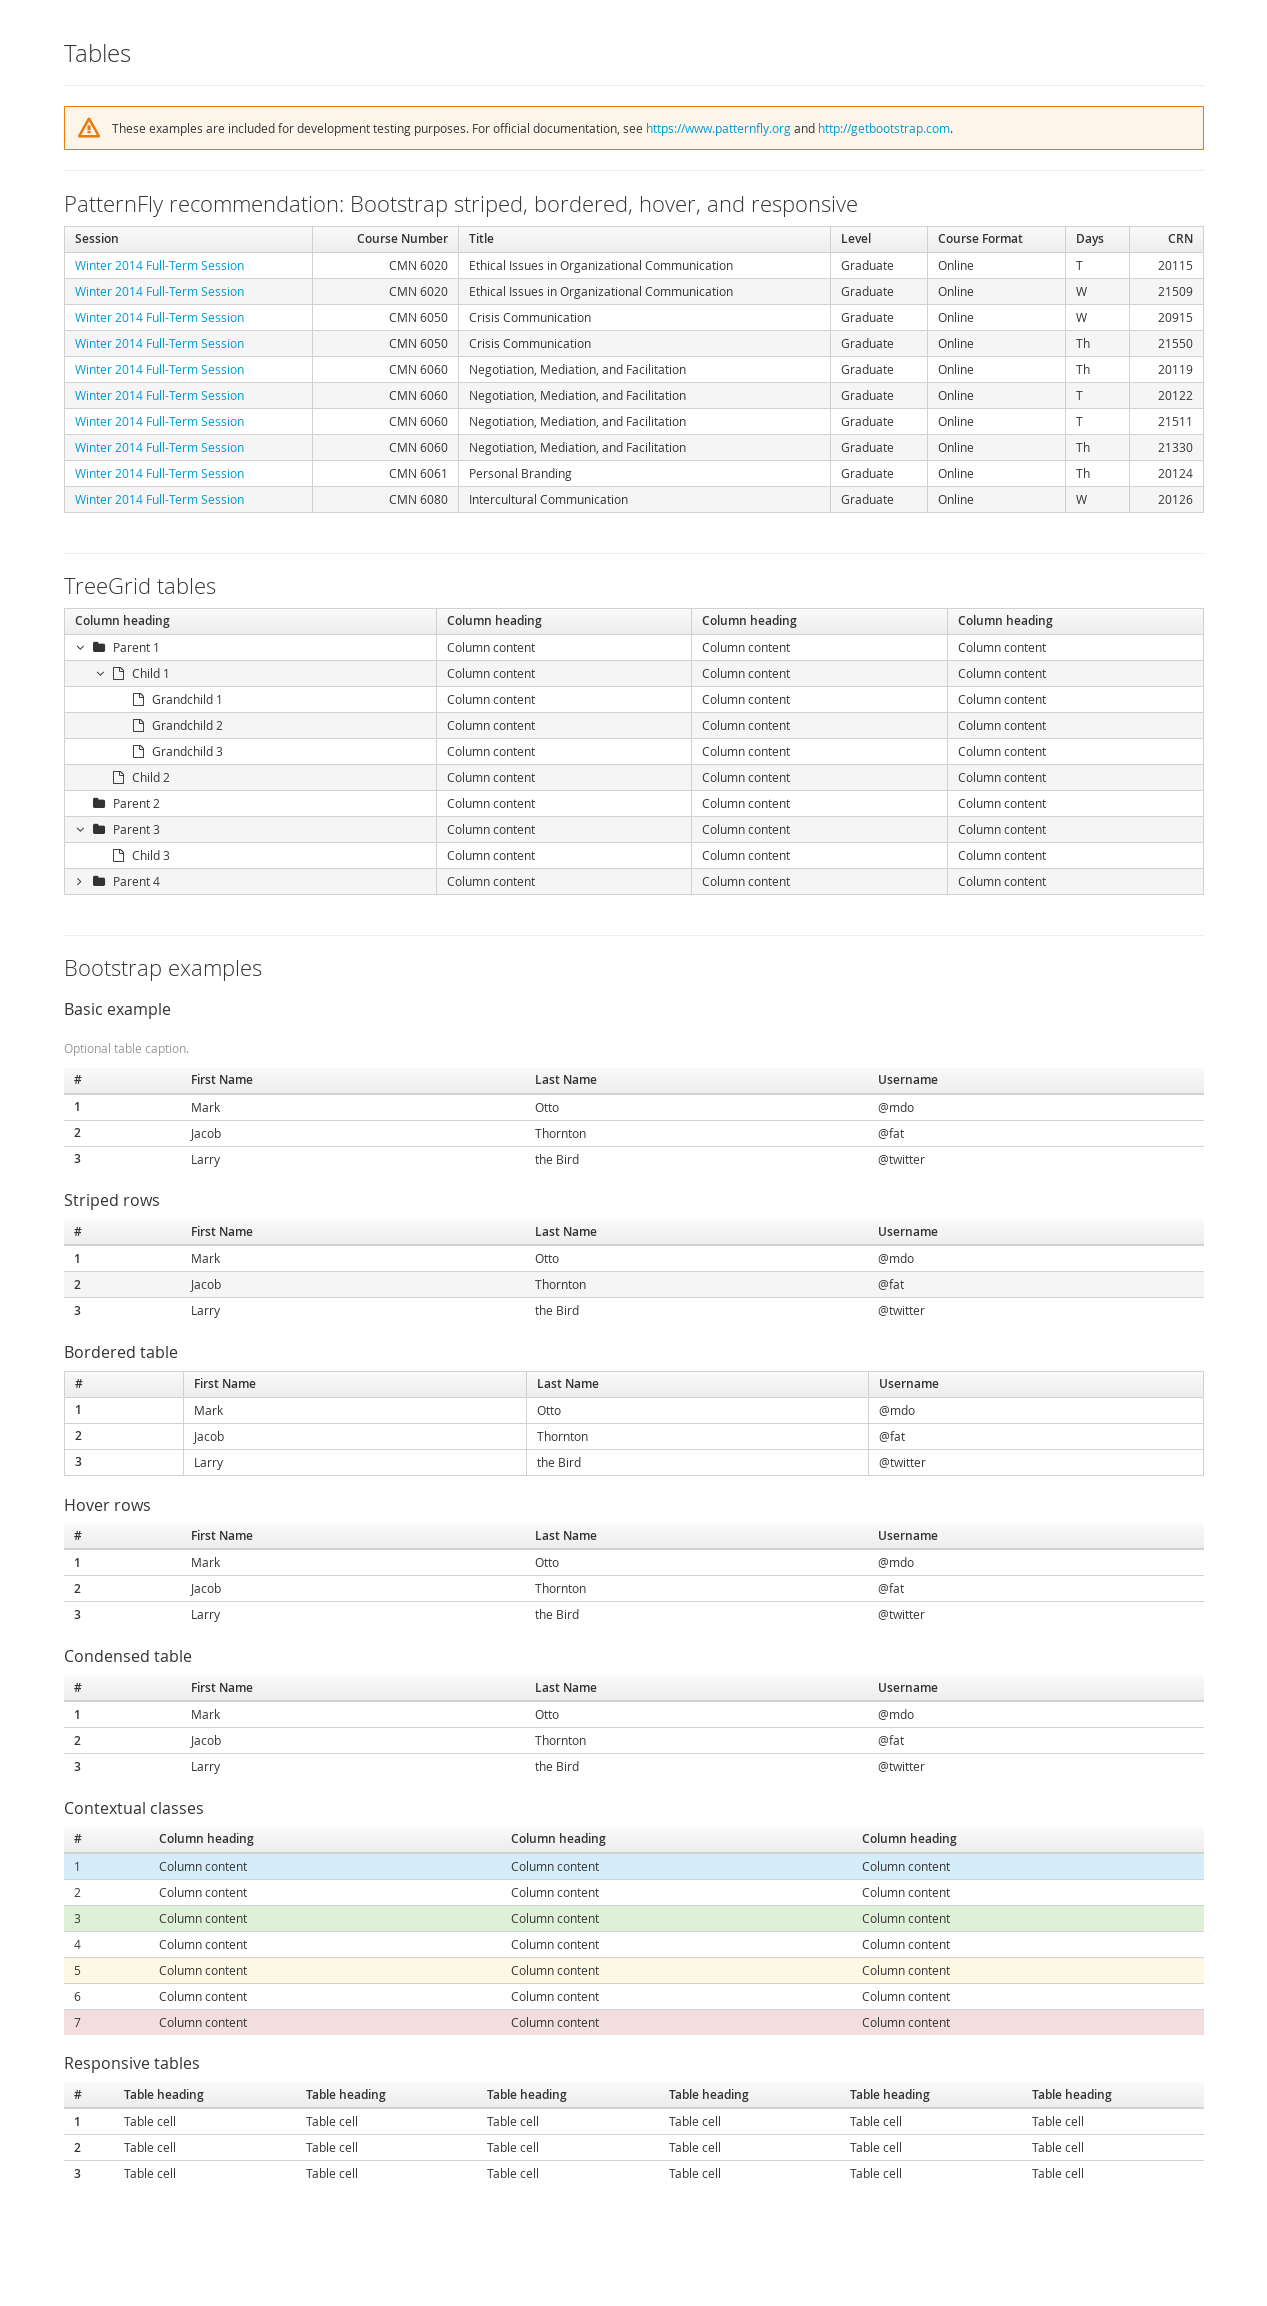 Tables
These examples are included for development testing purposes. For official documentation, see https://www.patternfly.org and http://getbootstrap.com.
PatternFly recommendation: Bootstrap striped, bordered, hover, and responsive
Session Course Number Title Level Course Format Days CRN
Winter 2014 Full-Term Session CMN 6020 Ethical Issues in Organizational Communication Graduate Online T 20115
Winter 2014 Full-Term Session CMN 6020 Ethical Issues in Organizational Communication Graduate Online W 21509
Winter 2014 Full-Term Session CMN 6050 Crisis Communication Graduate Online W 20915
Winter 2014 Full-Term Session CMN 6050 Crisis Communication Graduate Online Th 21550
Winter 2014 Full-Term Session CMN 6060 Negotiation, Mediation, and Facilitation Graduate Online Th 20119
Winter 2014 Full-Term Session CMN 6060 Negotiation, Mediation, and Facilitation Graduate Online T 20122
Winter 2014 Full-Term Session CMN 6060 Negotiation, Mediation, and Facilitation Graduate Online T 21511
Winter 2014 Full-Term Session CMN 6060 Negotiation, Mediation, and Facilitation Graduate Online Th 21330
Winter 2014 Full-Term Session CMN 6061 Personal Branding Graduate Online Th 20124
Winter 2014 Full-Term Session CMN 6080 Intercultural Communication Graduate Online W 20126
TreeGrid tables
Column heading Column heading Column heading Column heading
Parent 1 Column content Column content Column content
Child 1 Column content Column content Column content
Grandchild 1 Column content Column content Column content
Grandchild 2 Column content Column content Column content
Grandchild 3 Column content Column content Column content
Child 2 Column content Column content Column content
Parent 2 Column content Column content Column content
Parent 3 Column content Column content Column content
Child 3 Column content Column content Column content
Parent 4 Column content Column content Column content
Bootstrap examples
Basic example
Optional table caption.
# First Name Last Name Username
1 Mark Otto @mdo
2 Jacob Thornton @fat
3 Larry the Bird @twitter
Striped rows
# First Name Last Name Username
1 Mark Otto @mdo
2 Jacob Thornton @fat
3 Larry the Bird @twitter
Bordered table
# First Name Last Name Username
1 Mark Otto @mdo
2 Jacob Thornton @fat
3 Larry the Bird @twitter
Hover rows
# First Name Last Name Username
1 Mark Otto @mdo
2 Jacob Thornton @fat
3 Larry the Bird @twitter
Condensed table
# First Name Last Name Username
1 Mark Otto @mdo
2 Jacob Thornton @fat
3 Larry the Bird @twitter
Contextual classes
# Column heading Column heading Column heading
1 Column content Column content Column content
2 Column content Column content Column content
3 Column content Column content Column content
4 Column content Column content Column content
5 Column content Column content Column content
6 Column content Column content Column content
7 Column content Column content Column content
Responsive tables
# Table heading Table heading Table heading Table heading Table heading Table heading
1 Table cell Table cell Table cell Table cell Table cell Table cell
2 Table cell Table cell Table cell Table cell Table cell Table cell
3 Table cell Table cell Table cell Table cell Table cell Table cell